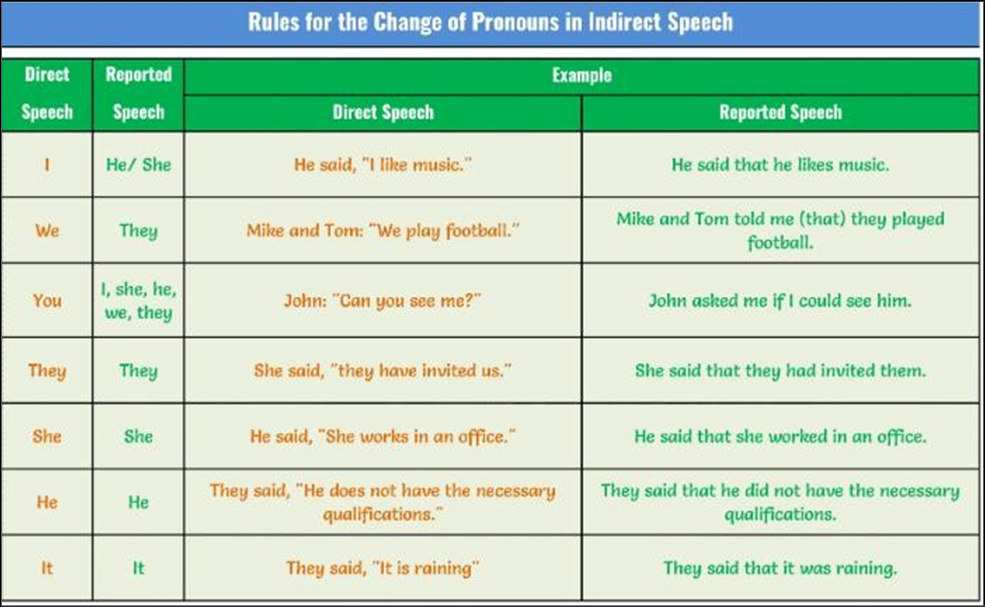 Rules for the Change of Pronouns in Indirect Speech
Direct
Speech
Reported
Speech
Example
Direct Speech
Reported Speech
I
He/ She
He said, "I like music."
He said that he likes music.
We
They
Mike and Tom: "We play football."
Mike and Tom told me (that) they played
football.
You
I, she, he,
we, they
John: "Can you see me?"
John asked me if I could see him.
They
They
She said, "they have invited us."
She said that they had invited them.
She
She
He said, "She works in an office."
He said that she worked in an office.
He
He
They said, "He does not have the necessary
qualifications."
They said that he did not have the necessary
qualifications.
It
It
They said, "It is raining"
They said that it was raining.